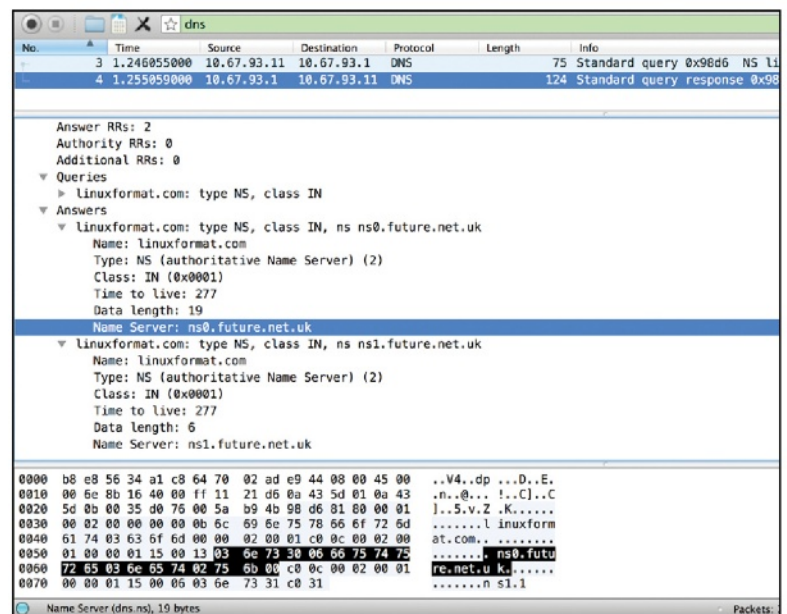 dns
No. Time Source Destination Protocol Length Info
3 1.246055000 10.67.93.11 10.67.93.1 DNS 75 Standard query 0x98d6 NS li
4 1.255059000 10.67.93.1 10.67.93.11 DNS 124 Standard query response 0x98
Answer RRs: 2
Authority RRs: 0
Additional RRs: 0
Queries
linuxformat.com: type NS, class IN
Answers
linuxformat.com: type NS, class IN, ns ns0.future.net.uk
Name: linuxformat.com
Type: NS (authoritative Name Server) (2)
Class: IN (0x0001)
Time to live: 277
Data length: 19
Name Server: ns0.future.net.uk
linuxformat.com: type NS, class IN, ns ns1.future.net.uk
Name: linuxformat.com
Type: NS (authoritative Name Server) (2)
Class: IN (0x0001)
Time to live: 277
Data length: 6
Name Server: ns1.future.net.uk
0000 b8 e8 56 34 a1 c8 64 70 02 ad e9 44 08 00 45 00 ..V4..dp ...D..E.
0010 00 6e 8b 16 40 00 ff 11 21 d6 0a 43 5d 01 0a 43 .n..@... !..C]..C
0020 5d 0b 00 35 d0 76 00 5a b9 4b 98 d6 81 80 00 01 ]..5.v.Z .K......
0030 00 02 00 00 00 00 0b 6c 69 6e 75 78 66 6f 72 6d .......l inuxform
0040 61 74 03 63 6f 6d 00 00 02 00 01 c0 0c 00 02 00 at.com.. ........
0050 01 00 00 01 15 00 13 03 6e 73 30 06 66 75 74 75 ........ ns0.futu
0060 72 65 03 6e 65 74 02 75 6b 00 c0 0c 00 02 00 01 re.net.u k.......
0070 00 00 01 15 00 06 03 6e 73 31 c0 31 .......n s1.1
Name Server (dns.ns), 19 bytes Packets: